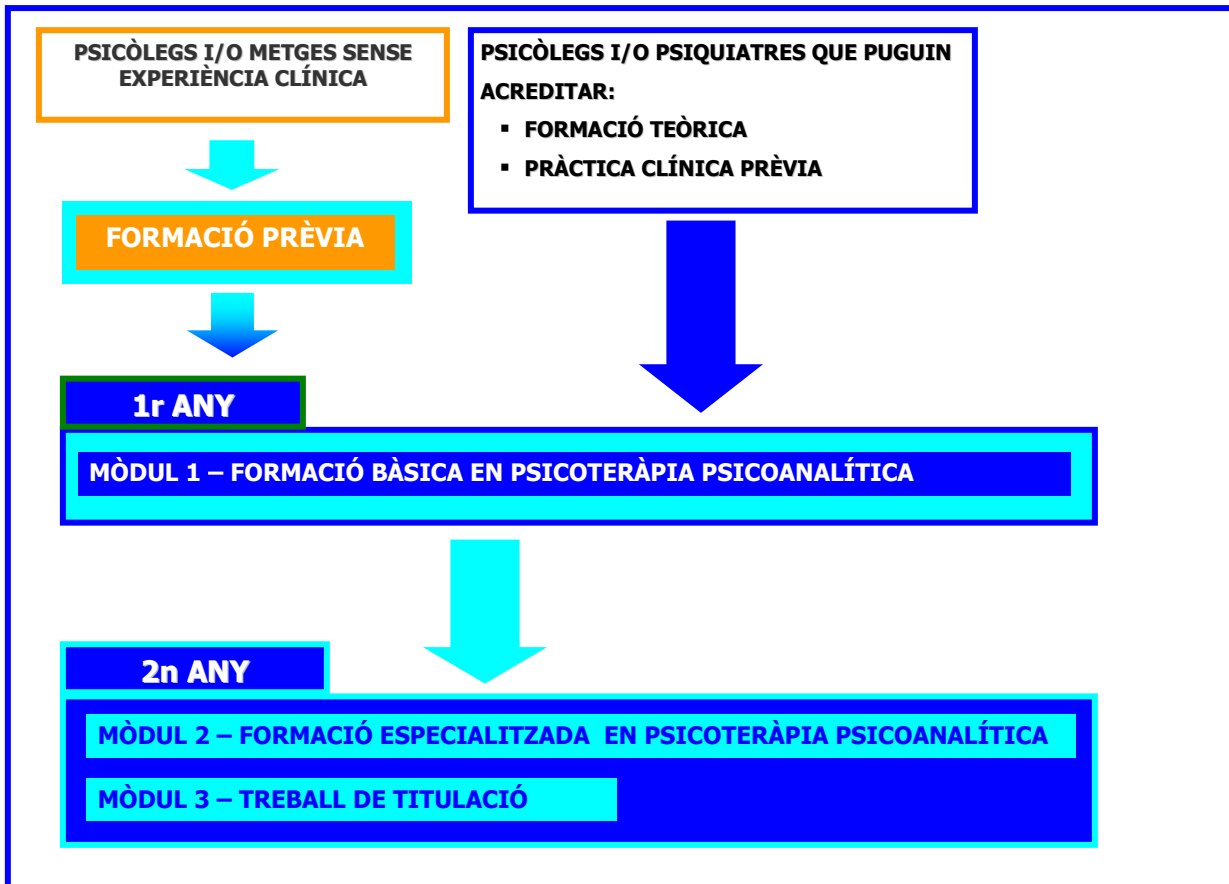 PSICÒLEGS I/O METGES SENSE
EXPERIÈNCIA CLÍNICA
PSICÒLEGS I/O PSIQUIATRES QUE PUGUIN
ACREDITAR:
▪ FORMACIÓ TEÒRICA
▪ PRÀCTICA CLÍNICA PRÈVIA
FORMACIÓ PRÈVIA
1r ANY
MÒDUL 1 – FORMACIÓ BÀSICA EN PSICOTERÀPIA PSICOANALÍTICA
2n ANY
MÒDUL 2 – FORMACIÓ ESPECIALITZADA  EN PSICOTERÀPIA PSICOANALÍTICA
MÒDUL 3 – TREBALL DE TITULACIÓ